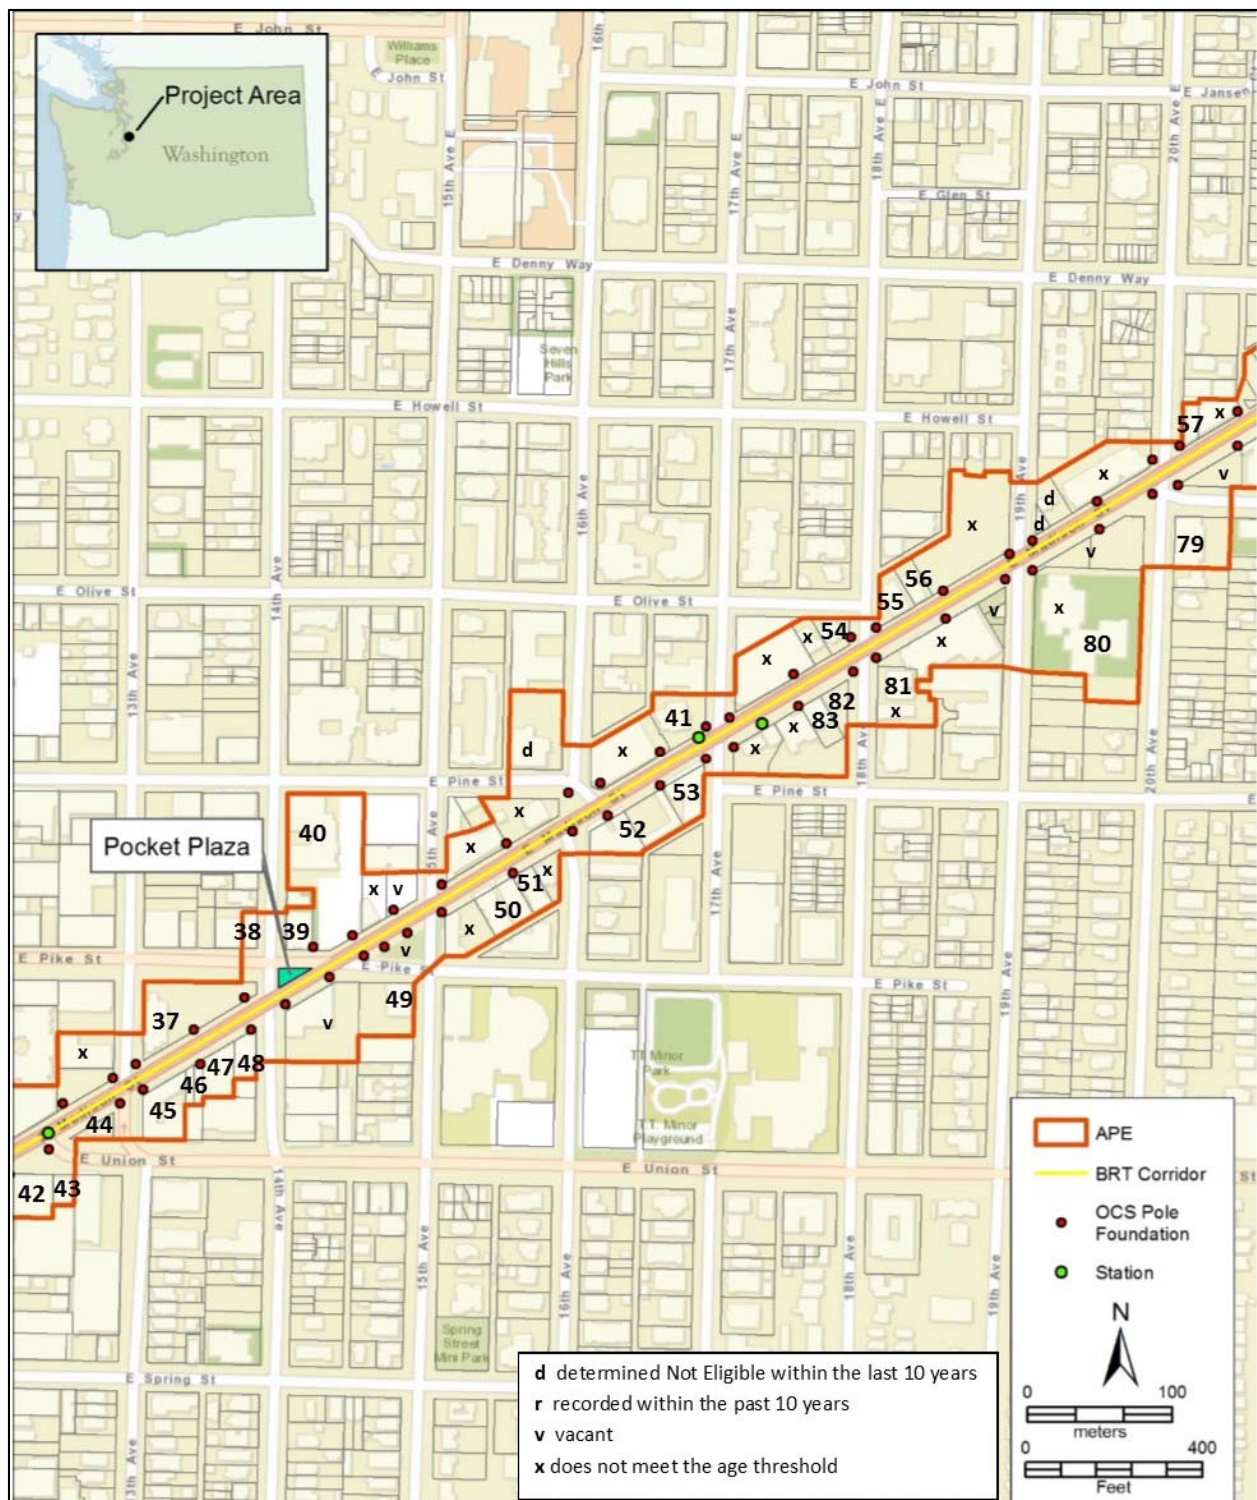 E John St
Williams
Place
E John St
16th Ave
E John St
E Jansen
Project Area
Washington
15th Ave E
17th Ave E
18th Ave E
20th Ave E
E Glen St
E Denny Way
E Denny Way
17th Ave
Seven
Hills
Park
E Howell St
E Howell St
57
x
x
v
16th Ave
19th Ave
d
x
d
79
v
14th Ave
E Olive St
E Olive St
56
55
v
x
80
x
54
x
x
13th Ave
41
82
81
83
x
x
x
d
x
18th Ave
20th Ave
E Pine St
E Pine St
53
x
52
40
Pocket Plaza
15th Ave
x
x
v
51
x
50
17th Ave
38
39
x
v
E Pike St
E Pike St
E Pike St
19th Ave
49
37
v
x
47
48
46
45
44
TT Minor
Park
T.T. Minor
Playground
E Union St
E Union St
St
42
43
14th Ave
15th Ave
16th Ave
18th Ave
19th Ave
Spring
Street
Mini Park
E Spring St
13th Ave
APE
BRT Corridor
OCS Pole
Foundation
Station
N
0 100
meters
0 400
Feet
d determined Not Eligible within the last 10 years
r recorded within the past 10 years
v vacant
x does not meet the age threshold